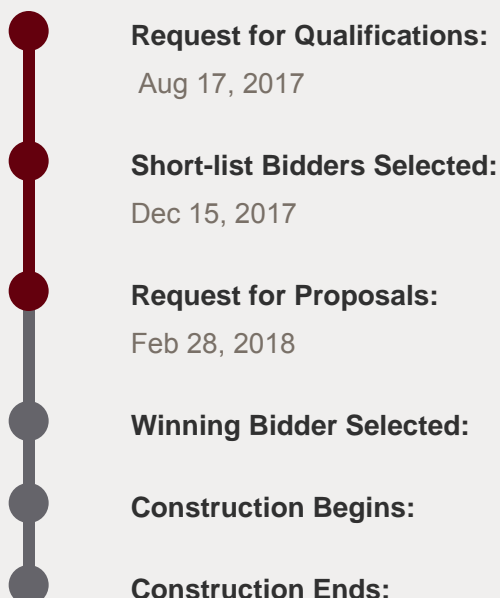 Request for Qualifications:
Aug 17, 2017
Short-list Bidders Selected:
Dec 15, 2017
Request for Proposals:
Feb 28, 2018
Winning Bidder Selected:
Construction Begins:
Construction Ends: